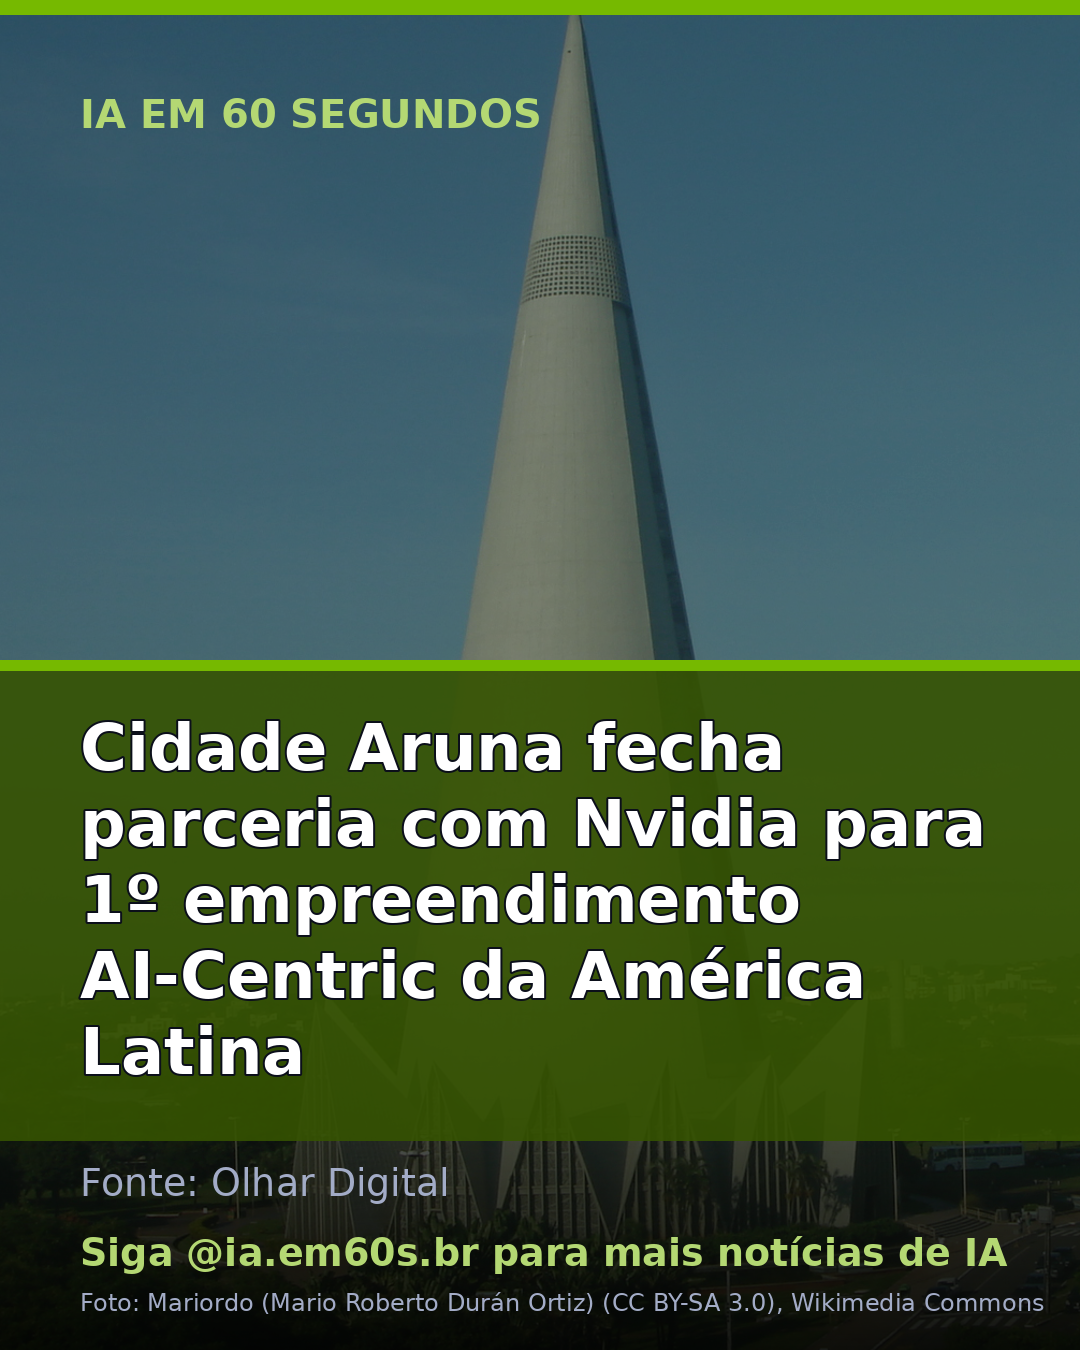 IA EM 60 SEGUNDOS
Cidade Aruna fecha
parceria com Nvidia para
1º empreendimento
AI-Centric da América
Latina
Fonte: Olhar Digital
Siga @ia.em60s.br para mais notícias de IA
Foto: Mariordo (Mario Roberto Durán Ortiz) (CC BY-SA 3.0), Wikimedia Commons